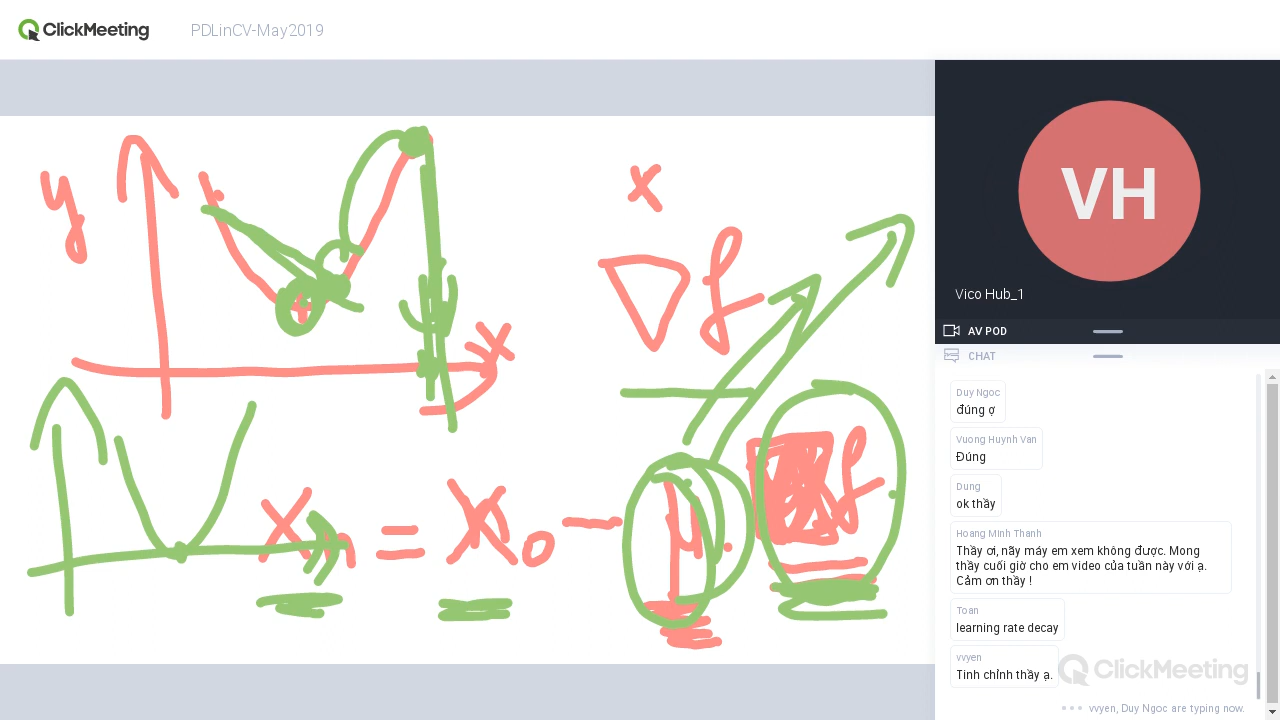 ClickMeeting
PDLinCV-May2019
y
x
x
∇f
Xn = X0 - μ. f
VH
Vico Hub_1
AV POD
CHAT
Duy Ngoc
đúng ợ
Vuong Huynh Van
Đúng
Dung
ok thầy
Hoang Minh Thanh
Thầy ơi, nãy máy em xem không được. Mong
thầy cuối giờ cho em video của tuần này với ạ.
Cảm ơn thầy !
Toan
learning rate decay
vvyen
Tinh chỉnh thầy ạ.
ClickMeeting
vvyen, Duy Ngoc are typing now.